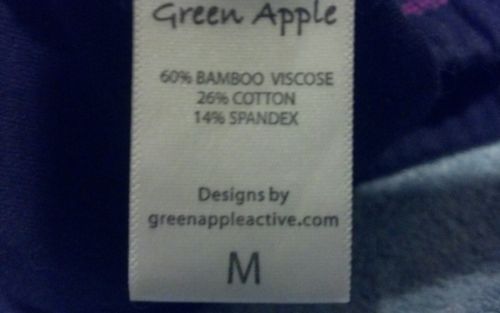 Green Apple
60% BAMBOO VISCOSE
26% COTTON
14% SPANDEX
Designs by
greenappleactive.com
M